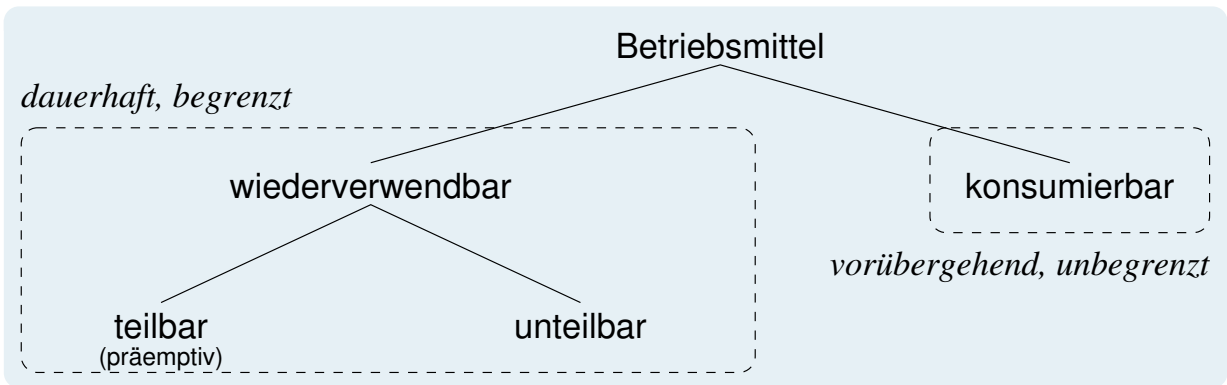 Betriebsmittel
dauerhaft, begrenzt
wiederverwendbar
konsumierbar
vorübergehend, unbegrenzt
teilbar
(präemptiv)
unteilbar